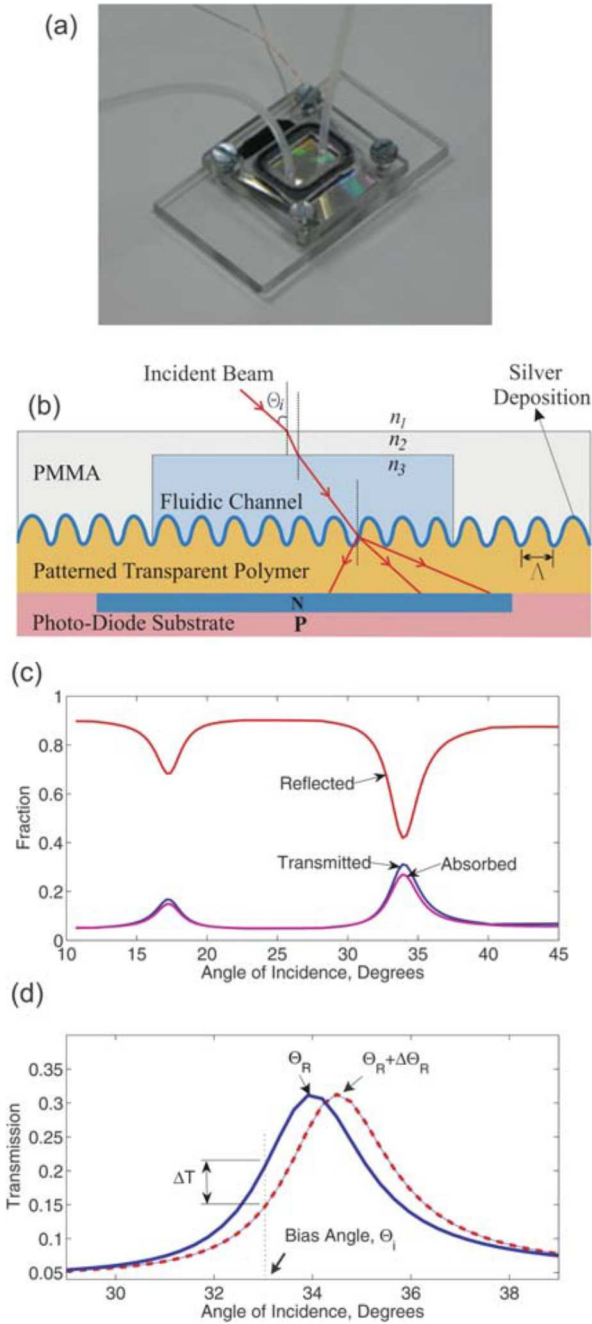 (a)
(b)
Incident Beam
Θi
Silver
Deposition
n1
n2
n3
PMMA
Fluidic Channel
Patterned Transparent Polymer
Λ
N
Photo-Diode Substrate
P
(c)
1
0.8
0.6
0.4
0.2
0
Fraction
Reflected
Transmitted
Absorbed
10 15 20 25 30 35 40 45
Angle of Incidence, Degrees
(d)
0.35
0.3
0.25
0.2
0.15
0.1
0.05
Transmission
ΘR
ΘR+ΔΘR
ΔT
Bias Angle, Θi
30 32 34 36 38
Angle of Incidence, Degrees